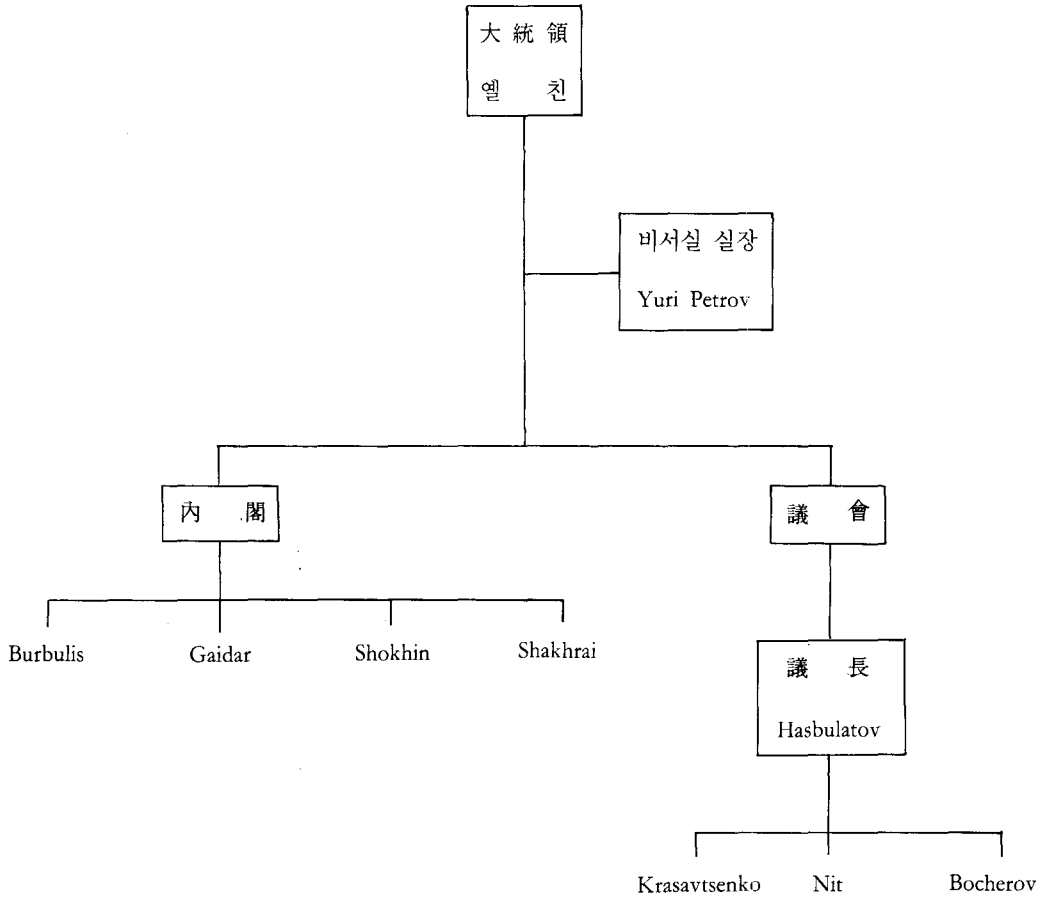 大統領
옐 친
비서실 실장
Yuri Petrov
內 閣
議 會
Burbulis
Gaidar
Shokhin
Shakhrai
議 長
Hasbulatov
Krasavtsenko
Nit
Bocherov